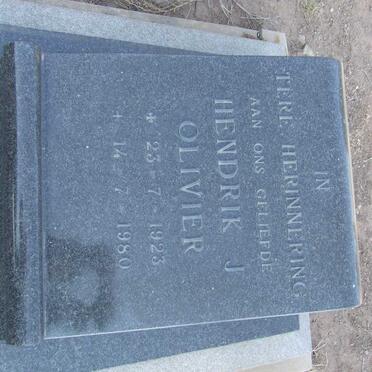 IN
TERE HERINNERING
AAN ONS GELIEFDE
HENDRIK J
OLIVIER
* 23 - 7 - 1923
+ 14 - 7 - 1980